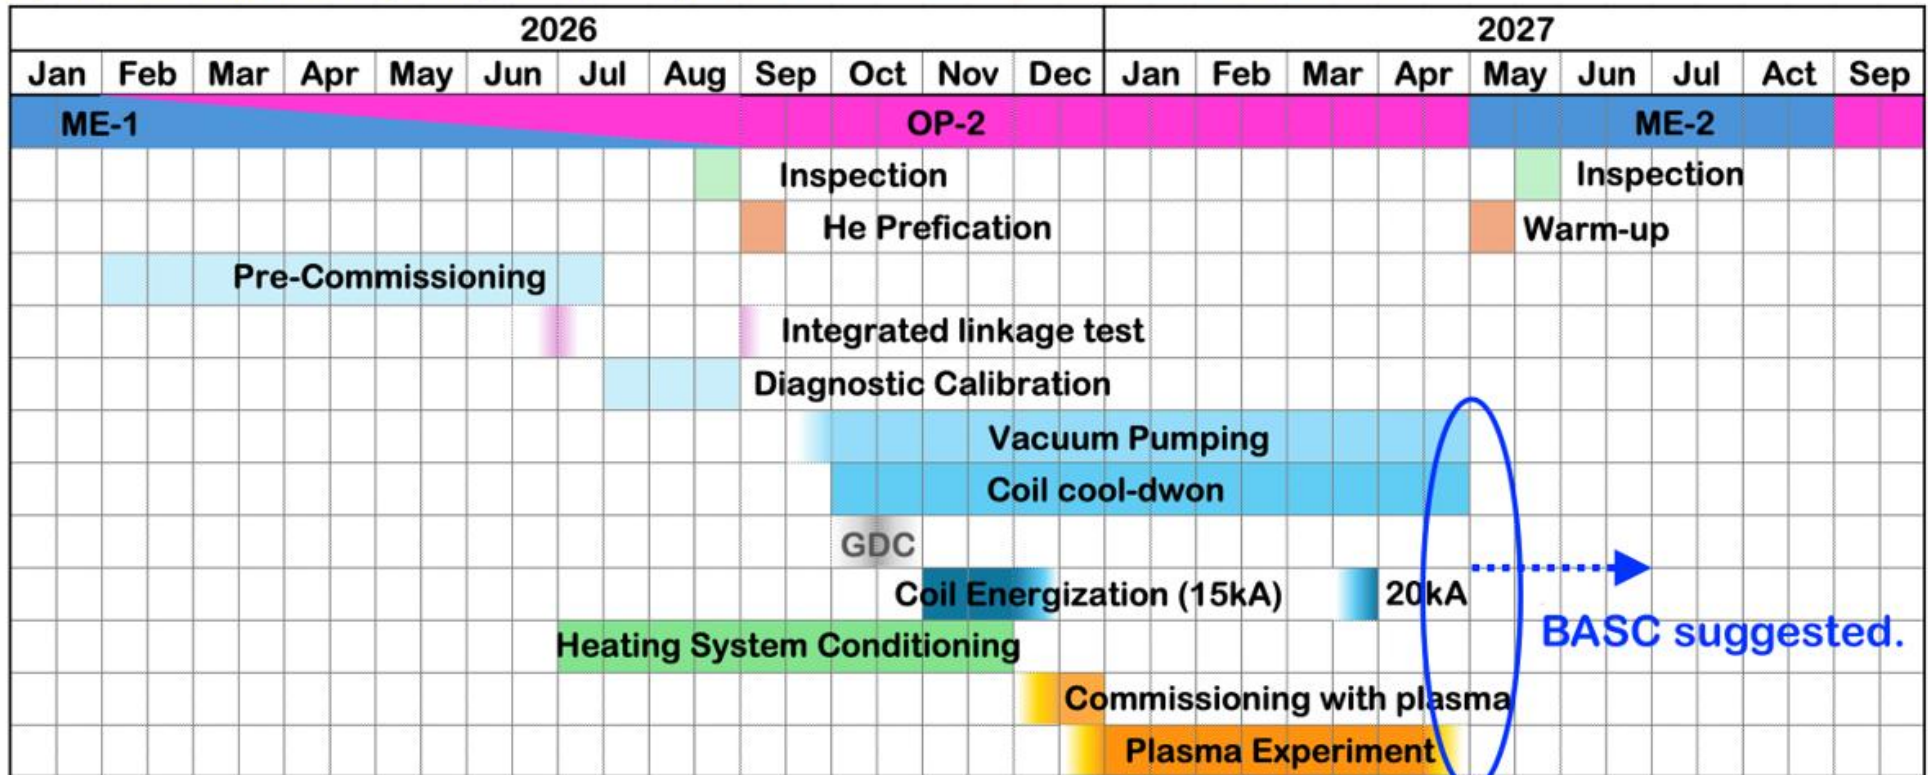 2026 2027
Jan Feb Mar Apr May Jun Jul Aug Sep Oct Nov Dec Jan Feb Mar Apr May Jun Jul Act Sep
ME-1 OP-2 ME-2
Inspection Inspection
He Prefication Warm-up
Pre-Commissioning
Integrated linkage test
Diagnostic Calibration
Vacuum Pumping
Coil cool-dwon
GDC
Coil Energization (15kA) 20kA
BASC suggested.
Heating System Conditioning
Commissioning with plasma
Plasma Experiment